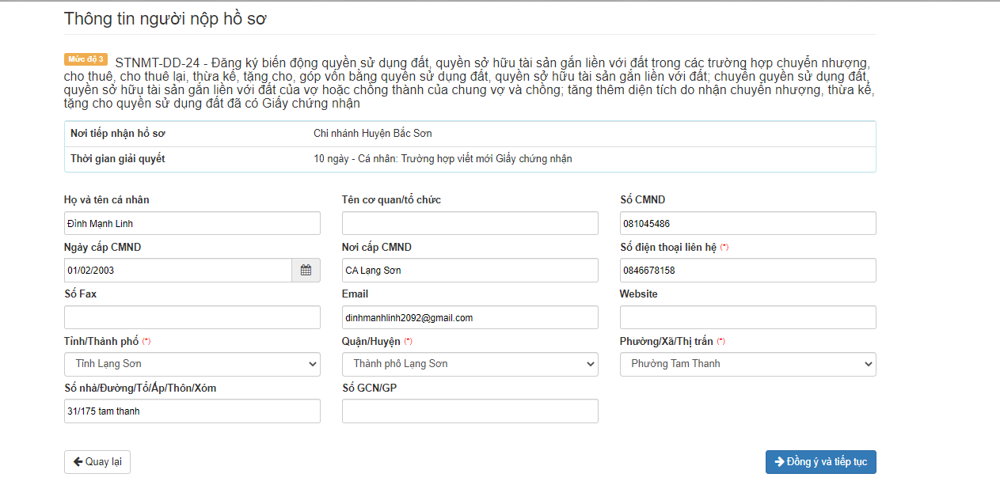 Thông tin người nộp hồ sơ
Mức độ 3 STNMT-DD-24 - Đăng ký biến động quyền sử dụng đất, quyền sở hữu tài sản gắn liền với đất trong các trường hợp chuyển nhượng,
cho thuê, cho thuê lại, thừa kế, tặng cho, góp vốn bằng quyền sử dụng đất, quyền sở hữu tài sản gắn liền với đất; chuyển quyền sử dụng đất,
quyền sở hữu tài sản gắn liền với đất của vợ hoặc chồng thành của chung vợ và chồng; tăng thêm diện tích do nhận chuyển nhượng, thừa kế,
tặng cho quyền sử dụng đất đã có Giấy chứng nhận
Nơi tiếp nhận hồ sơ Chi nhánh Huyện Bắc Sơn
Thời gian giải quyết 10 ngày - Cá nhân: Trường hợp viết mới Giấy chứng nhận
Họ và tên cá nhân Tên cơ quan/tổ chức Số CMND
Đinh Mạnh Linh 081045486
Ngày cấp CMND Nơi cấp CMND Số điện thoại liên hệ (*)
01/02/2003 CA Lạng Sơn 0846678158
Số Fax Email Website
dinhmanhlinh2092@gmail.com
Tỉnh/Thành phố (*) Quận/Huyện (*) Phường/Xã/Thị trấn (*)
Tỉnh Lạng Sơn Thành phố Lạng Sơn Phường Tam Thanh
Số nhà/Đường/Tổ/Ấp/Thôn/Xóm Số GCN/GP
31/175 tam thanh
Quay lại Đồng ý và tiếp tục